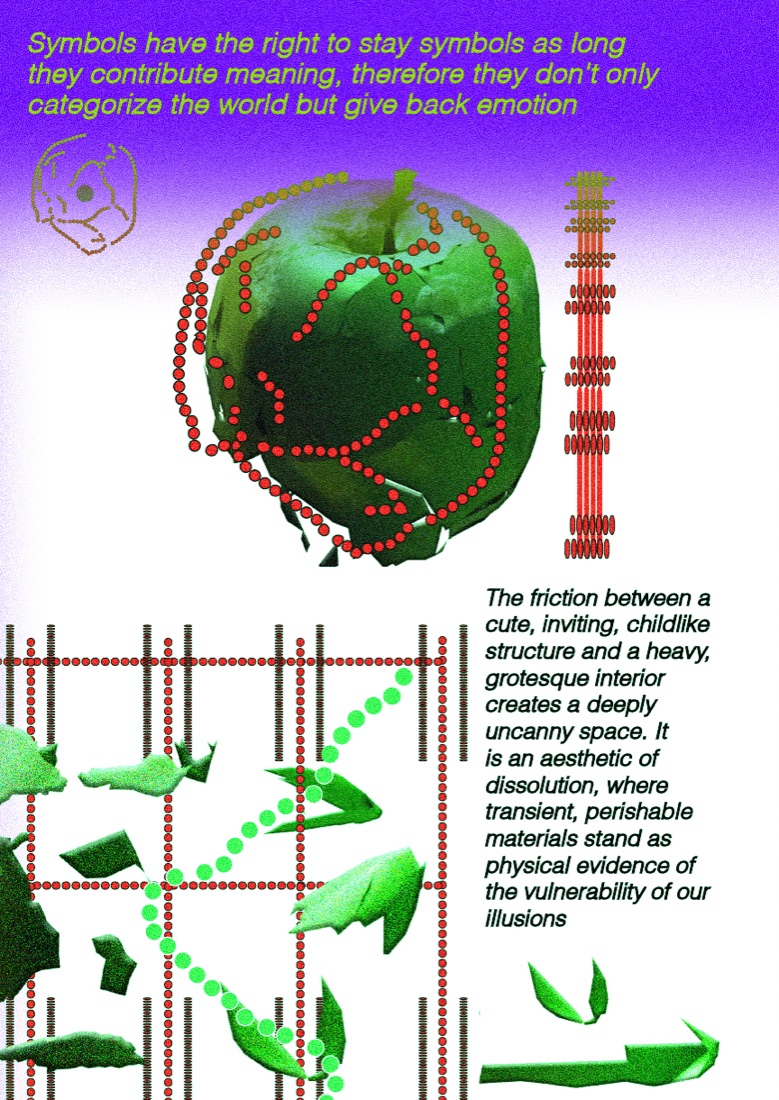 Symbols have the right to stay symbols as long
they contribute meaning, therefore they don't only
categorize the world but give back emotion
The friction between a
cute, inviting, childlike
structure and a heavy,
grotesque interior
creates a deeply
uncanny space. It
is an aesthetic of
dissolution, where
transient, perishable
materials stand as
physical evidence of
the vulnerability of our
illusions